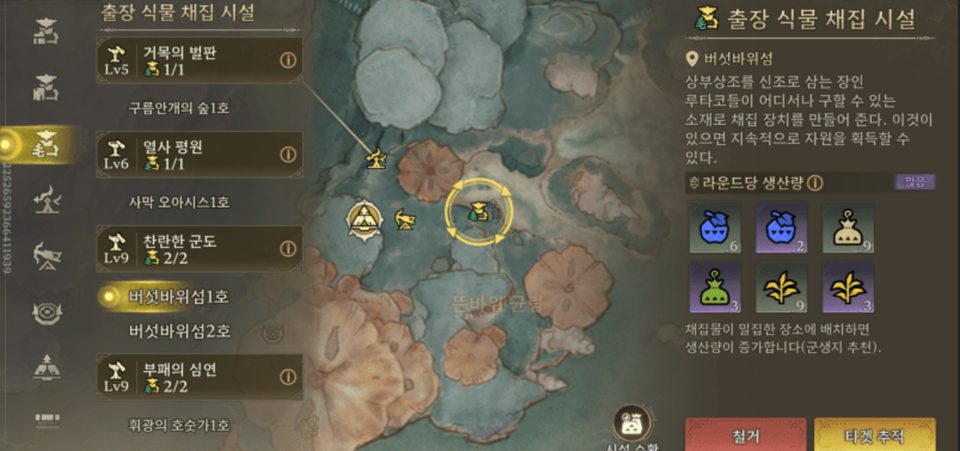 출장 식물 채집 시설
거목의 벌판
Lv5
1/1
구름안개의 숲1호
열사 평원
Lv6
1/1
사막 오아시스1호
찬란한 군도
Lv9
2/2
버섯바위섬1호
버섯바위섬2호
부패의 심연
Lv9
2/2
휘광의 호숫가1호
출장 식물 채집 시설
버섯바위섬
상부상조를 신조로 삼는 장인
루타코들이 어디서나 구할 수 있는
소재로 채집 장치를 만들어 준다. 이것이
있으면 지속적으로 자원을 획득할 수
있다.
라운드당 생산량
많음
6
2
9
3
9
3
채집물이 밀집한 장소에 배치하면
생산량이 증가합니다(군생지 추천).
철거
타겟 추적